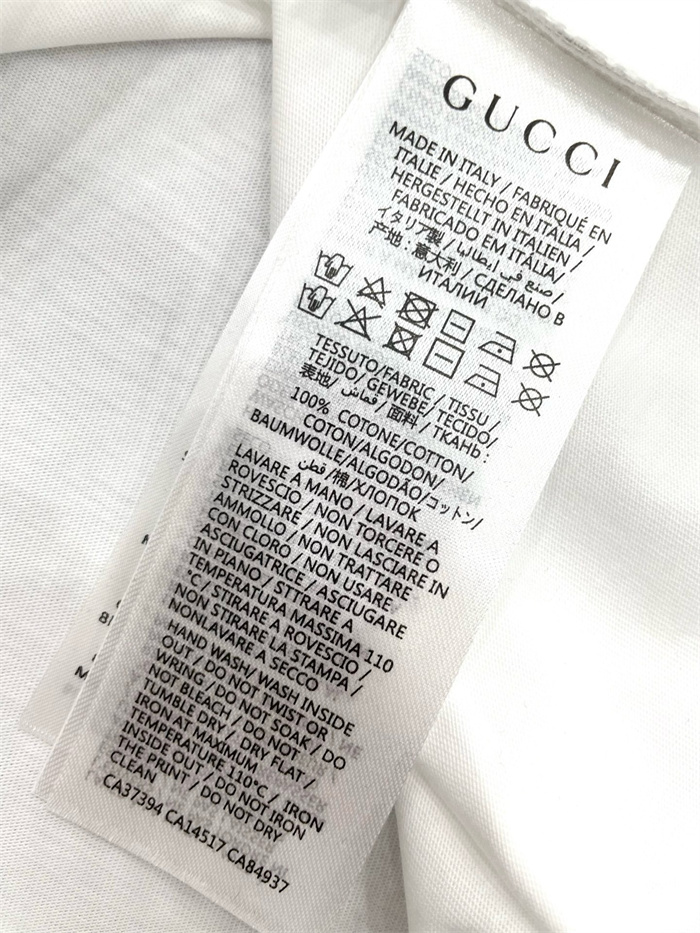 GUCCI
MADE IN ITALY / FABRIQUÉ EN
ITALIE / HECHO EN ITALIA /
HERGESTELLT IN ITALIEN /
FABRICADO EM ITÁLIA/
イタリア製 / صنع في ايطاليا /
产地 : 意大利 / СДЕЛАНО В
ИТАЛИИ
TESSUTO/FABRIC / TISSU /
TEJIDO/ GEWEBE/ TECIDO/
表地/ قماش / 面料 / ТКАНЬ :
100% COTONE/COTTON/
COTON/ALGODON/
BAUMWOLLE/ALGODÃO/コットン/
قطن /棉/ХЛОПОК
LAVARE A MANO / LAVARE A
ROVESCIO / NON TORCERE O
STRIZZARE / NON LASCIARE IN
AMMOLLO / NON TRATTARE
CON CLORO / NON USARE
ASCIUGATRICE / ASCIUGARE
IN PIANO / STTRARE A
TEMPERATURA MASSIMA 110
°C/ NON STIRARE A ROVESCIO /
NON STIRARE LA STAMPA /
NONLAVARE A SECCO
HAND WASH/ WASH INSIDE
OUT / DO NOT TWIST OR
WRING / DO NOT SOAK / DO
NOT BLEACH / DO NOT
TUMBLE DRY / DRY FLAT /
IRON AT MAXIMUM
TEMPERATURE 110°C / IRON
INSIDE OUT / DO NOT IRON
THE PRINT / DO NOT DRY
CLEAN
CA37394 CA14517 CA84937